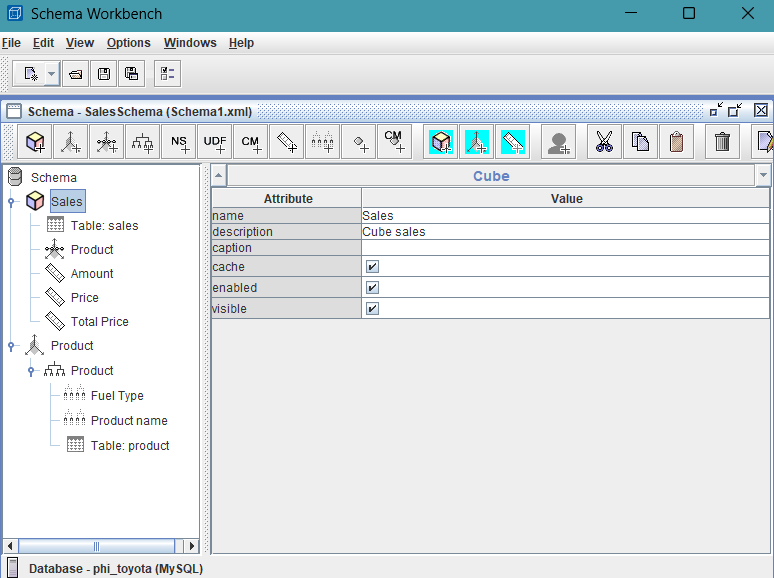 Schema Workbench
File Edit View Options Windows Help
Schema - SalesSchema (Schema1.xml)
NS UDF CM CM
Schema
Sales
Table: sales
Product
Amount
Price
Total Price
Product
Product
Fuel Type
Product name
Table: product
Cube
Attribute Value
name Sales
description Cube sales
caption
cache
enabled
visible
Database - phi_toyota (MySQL)